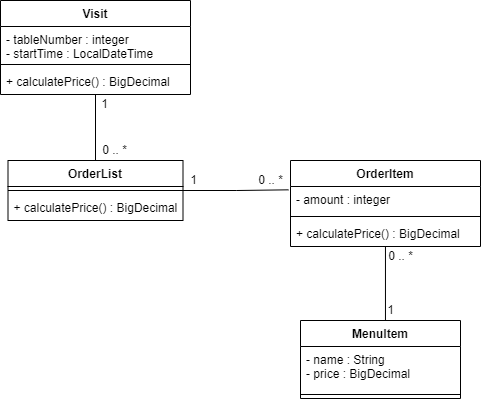 Visit
- tableNumber : integer
- startTime : LocalDateTime
+ calculatePrice() : BigDecimal
1
0 .. *
OrderList
+ calculatePrice() : BigDecimal
1
0 .. *
OrderItem
- amount : integer
+ calculatePrice() : BigDecimal
0 .. *
1
MenuItem
- name : String
- price : BigDecimal